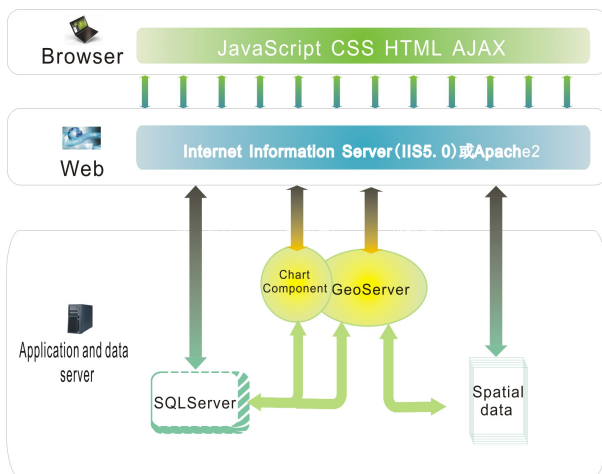 Browser
JavaScript CSS HTML AJAX
Web
Internet Information Server(IIS5.0)或Apache2
Application and data
server
Chart
Component
GeoServer
SQLServer
Spatial
data